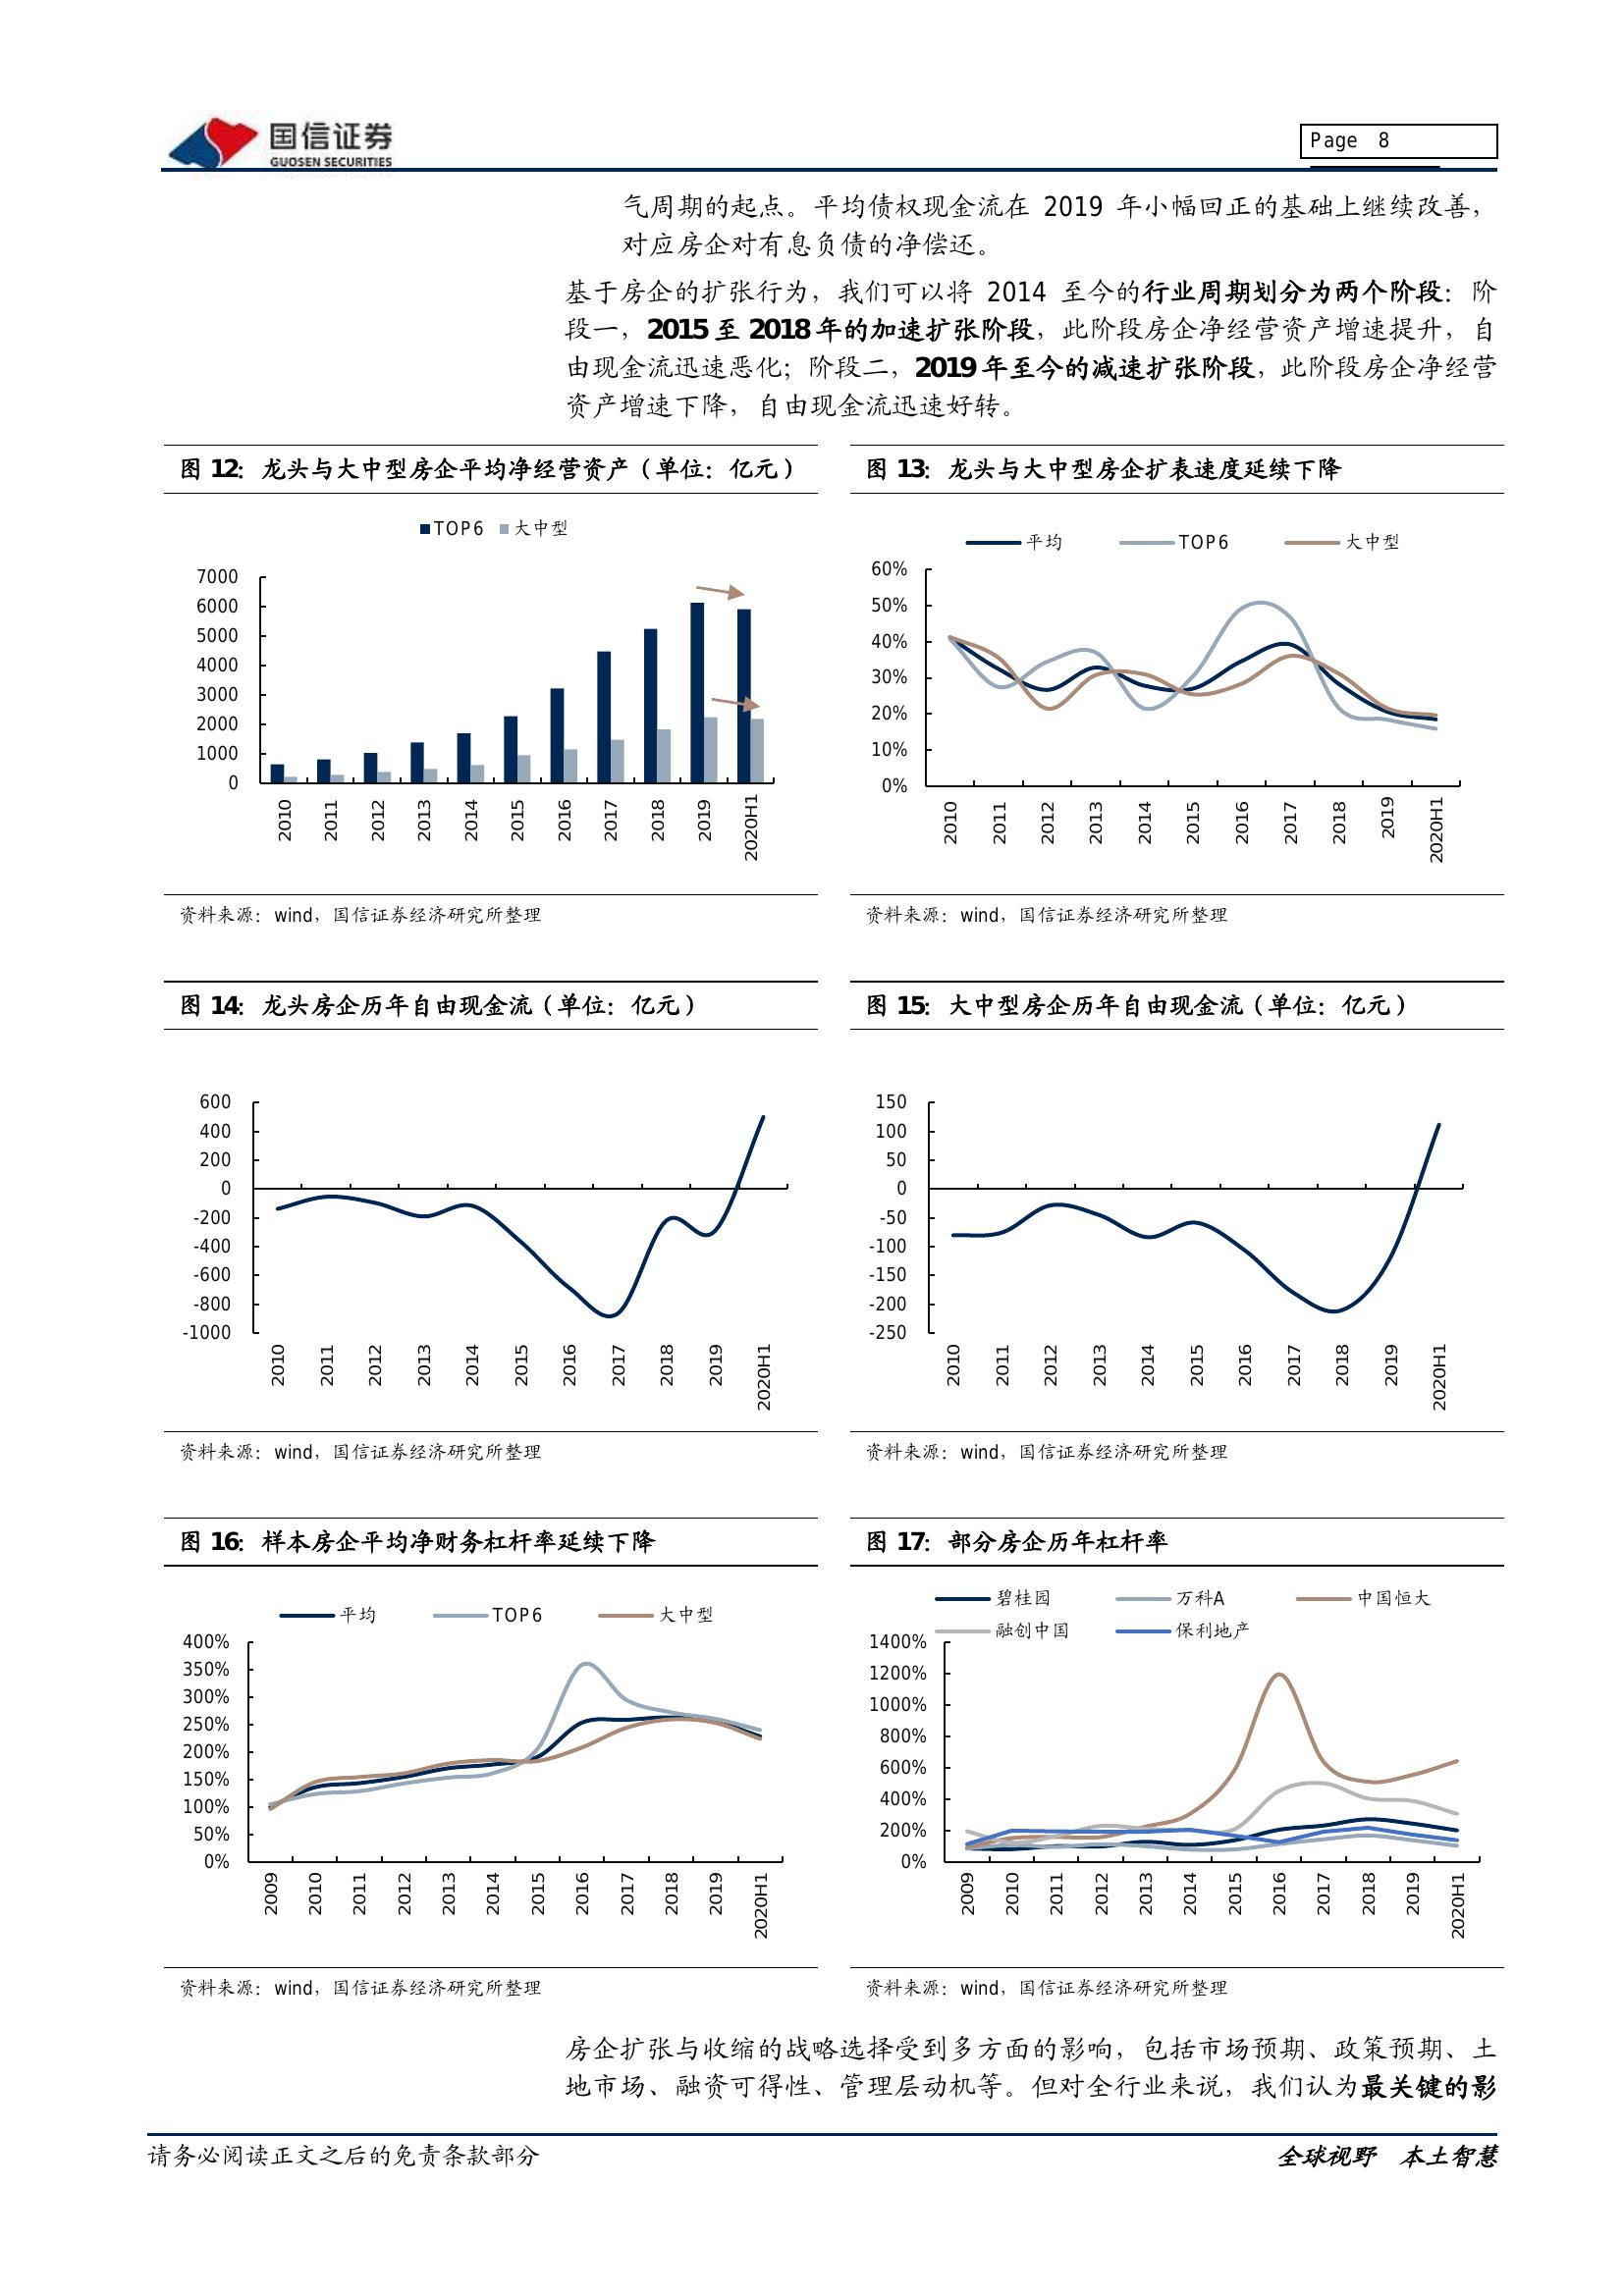 国信证券
GUOSEN SECURITIES
Page 8
气周期的起点。平均债权现金流在 2019 年小幅回正的基础上继续改善，
对应房企对有息负债的净偿还。
基于房企的扩张行为，我们可以将 2014 至今的行业周期划分为两个阶段：阶
段一，2015 至 2018 年的加速扩张阶段，此阶段房企净经营资产增速提升，自
由现金流迅速恶化；阶段二，2019 年至今的减速扩张阶段，此阶段房企净经营
资产增速下降，自由现金流迅速好转。
图 12：龙头与大中型房企平均净经营资产（单位：亿元）
TOP6 大中型
7000
6000
5000
4000
3000
2000
1000
0
2010 2011 2012 2013 2014 2015 2016 2017 2018 2019 2020H1
资料来源：wind，国信证券经济研究所整理
图 13：龙头与大中型房企扩表速度延续下降
平均 TOP6 大中型
60%
50%
40%
30%
20%
10%
0%
2010 2011 2012 2013 2014 2015 2016 2017 2018 2019 2020H1
资料来源：wind，国信证券经济研究所整理
图 14：龙头房企历年自由现金流（单位：亿元）
600
400
200
0
-200
-400
-600
-800
-1000
2010 2011 2012 2013 2014 2015 2016 2017 2018 2019 2020H1
资料来源：wind，国信证券经济研究所整理
图 15：大中型房企历年自由现金流（单位：亿元）
150
100
50
0
-50
-100
-150
-200
-250
2010 2011 2012 2013 2014 2015 2016 2017 2018 2019 2020H1
资料来源：wind，国信证券经济研究所整理
图 16：样本房企平均净财务杠杆率延续下降
平均 TOP6 大中型
400%
350%
300%
250%
200%
150%
100%
50%
0%
2009 2010 2011 2012 2013 2014 2015 2016 2017 2018 2019 2020H1
资料来源：wind，国信证券经济研究所整理
图 17：部分房企历年杠杆率
碧桂园 万科A 中国恒大
融创中国 保利地产
1400%
1200%
1000%
800%
600%
400%
200%
0%
2009 2010 2011 2012 2013 2014 2015 2016 2017 2018 2019 2020H1
资料来源：wind，国信证券经济研究所整理
房企扩张与收缩的战略选择受到多方面的影响，包括市场预期、政策预期、土
地市场、融资可得性、管理层动机等。但对全行业来说，我们认为最关键的影
请务必阅读正文之后的免责条款部分
全球视野 本土智慧